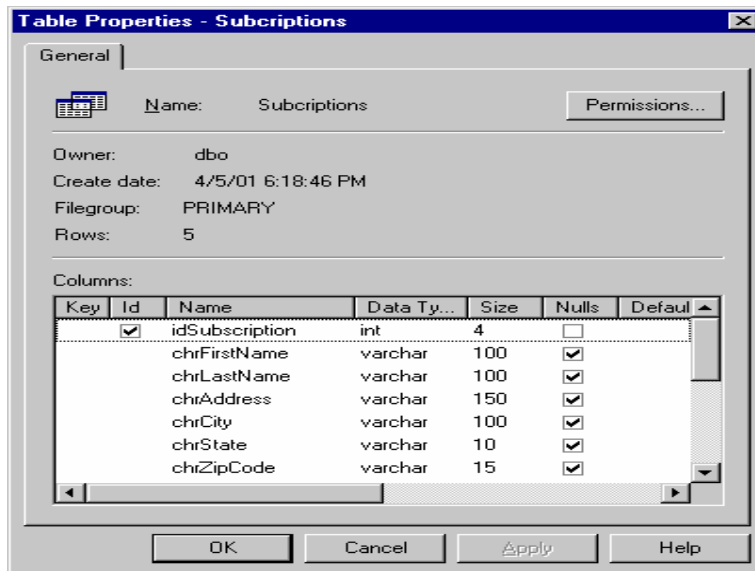 Table Properties - Subcriptions
General
Name: Subcriptions Permissions...
Owner: dbo
Create date: 4/5/01 6:18:46 PM
Filegroup: PRIMARY
Rows: 5
Columns:
Key Id Name Data Ty... Size Nulls Defaul
idSubscription int 4
chrFirstName varchar 100
chrLastName varchar 100
chrAddress varchar 150
chrCity varchar 100
chrState varchar 10
chrZipCode varchar 15
OK Cancel Apply Help